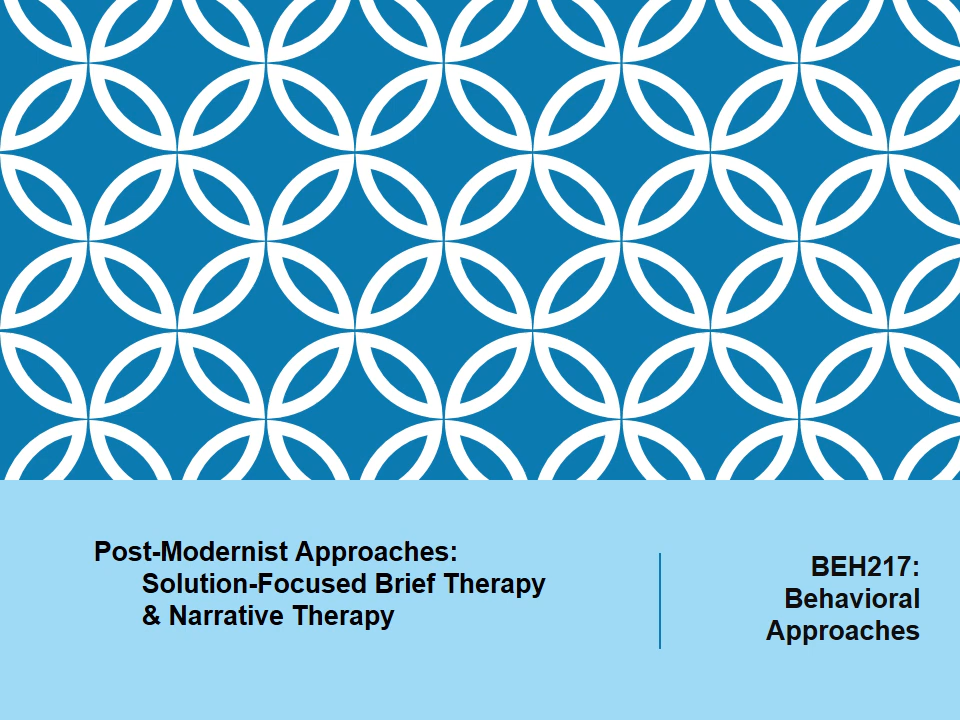 Post-Modernist Approaches:
Solution-Focused Brief Therapy
& Narrative Therapy
BEH217:
Behavioral
Approaches